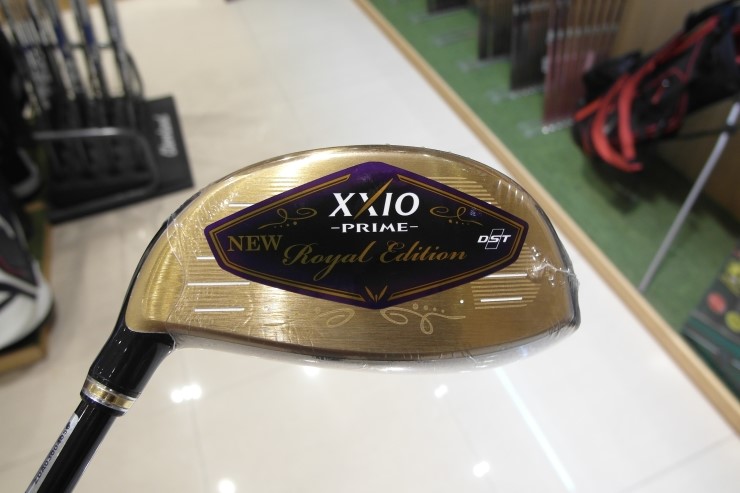 XXIO
-PRIME-
NEW
Royal Edition
DST